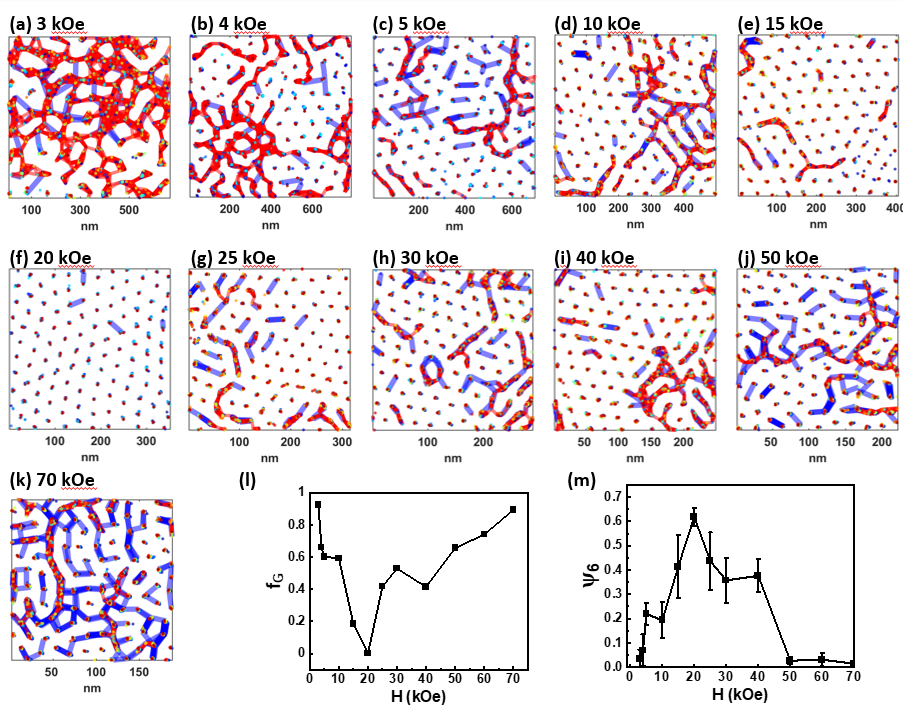 (a) 3 kOe (b) 4 kOe (c) 5 kOe (d) 10 kOe (e) 15 kOe
100 300 500 200 400 600 200 400 600 100 200 300 400 100 200 300 400
nm nm nm nm nm
(f) 20 kOe (g) 25 kOe (h) 30 kOe (i) 40 kOe (j) 50 kOe
100 200 300 100 200 300 100 200 50 100 150 200 50 100 150 200
nm nm nm nm nm
(k) 70 kOe (l) (m)
50 100 150
nm
1
0.8
0.6
0.4
0.2
0
fG
0 10 20 30 40 50 60 70
H (kOe)
0.7
0.6
0.5
0.4
0.3
0.2
0.1
0.0
ψ6
0 10 20 30 40 50 60 70
H (kOe)